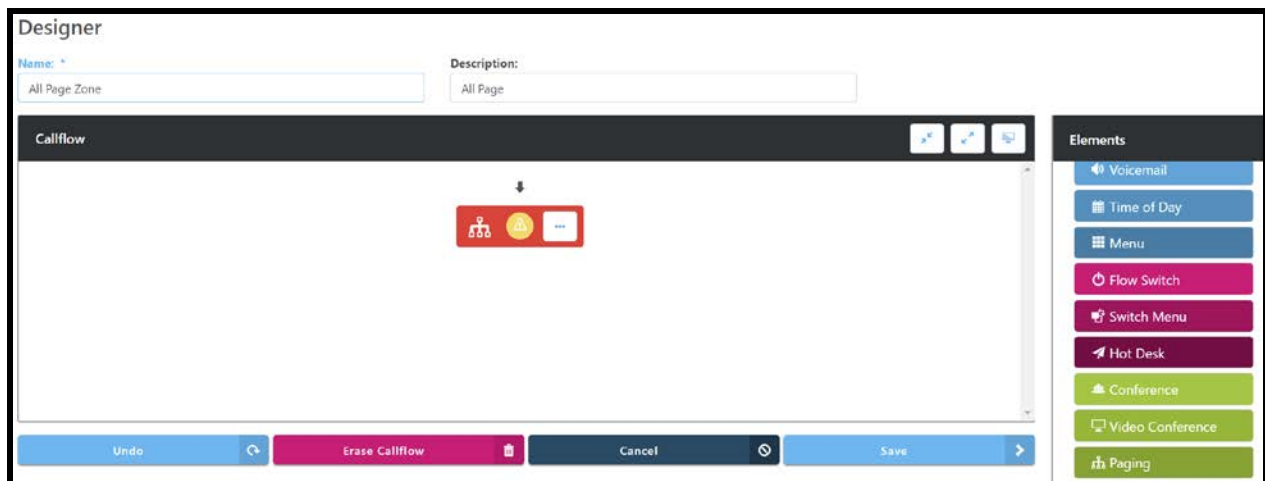 Designer
Name: *
Description:
All Page Zone
All Page
Callflow
Elements
Voicemail
Time of Day
Menu
Flow Switch
Switch Menu
Hot Desk
Conference
Video Conference
Paging
Undo
Erase Callflow
Cancel
Save